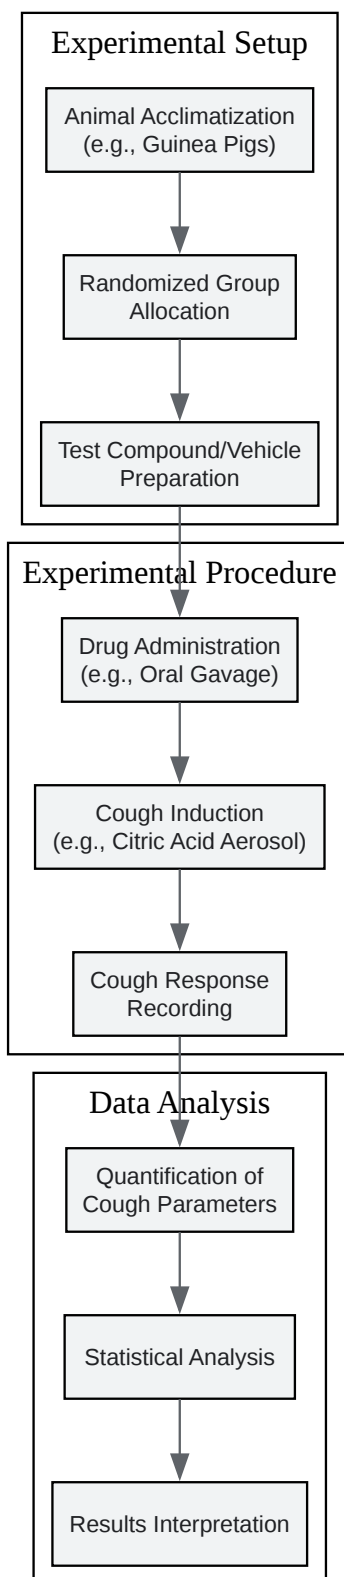 Experimental Setup
Animal Acclimatization
(e.g., Guinea Pigs)
Randomized Group
Allocation
Test Compound/Vehicle
Preparation
Experimental Procedure
Drug Administration
(e.g., Oral Gavage)
Cough Induction
(e.g., Citric Acid Aerosol)
Cough Response
Recording
Data Analysis
Quantification of
Cough Parameters
Statistical Analysis
Results Interpretation